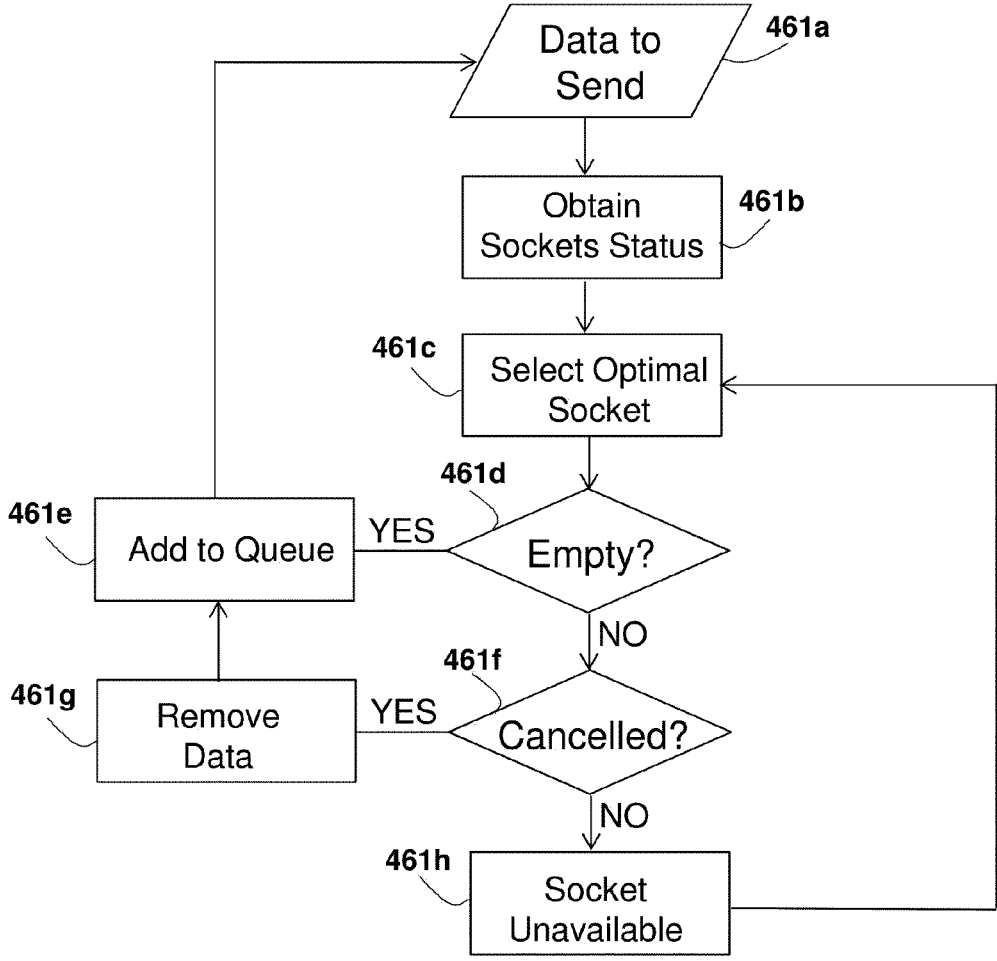 Data to
Send
461a
Obtain
Sockets Status
461b
461c
Select Optimal
Socket
461d
461e
Add to Queue
YES
Empty?
NO
461f
461g
Remove
Data
YES
Cancelled?
NO
461h
Socket
Unavailable